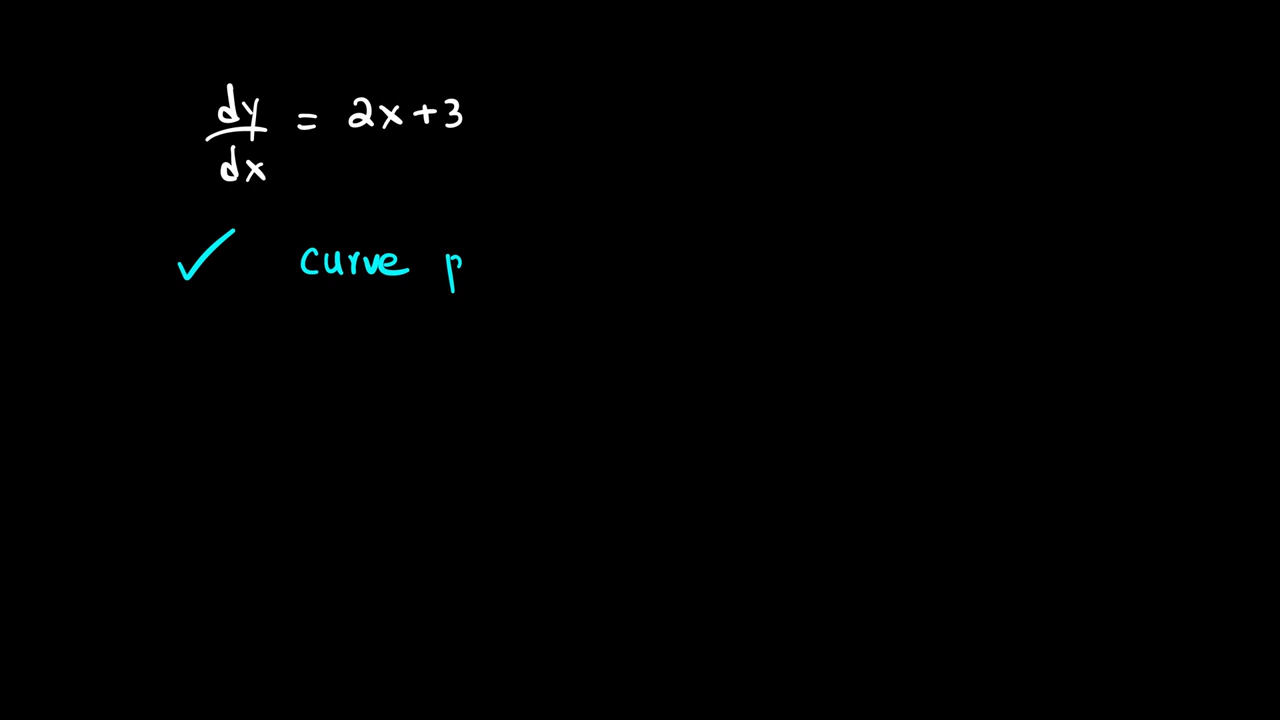 dy/dx = 2x+3
✓ curve p